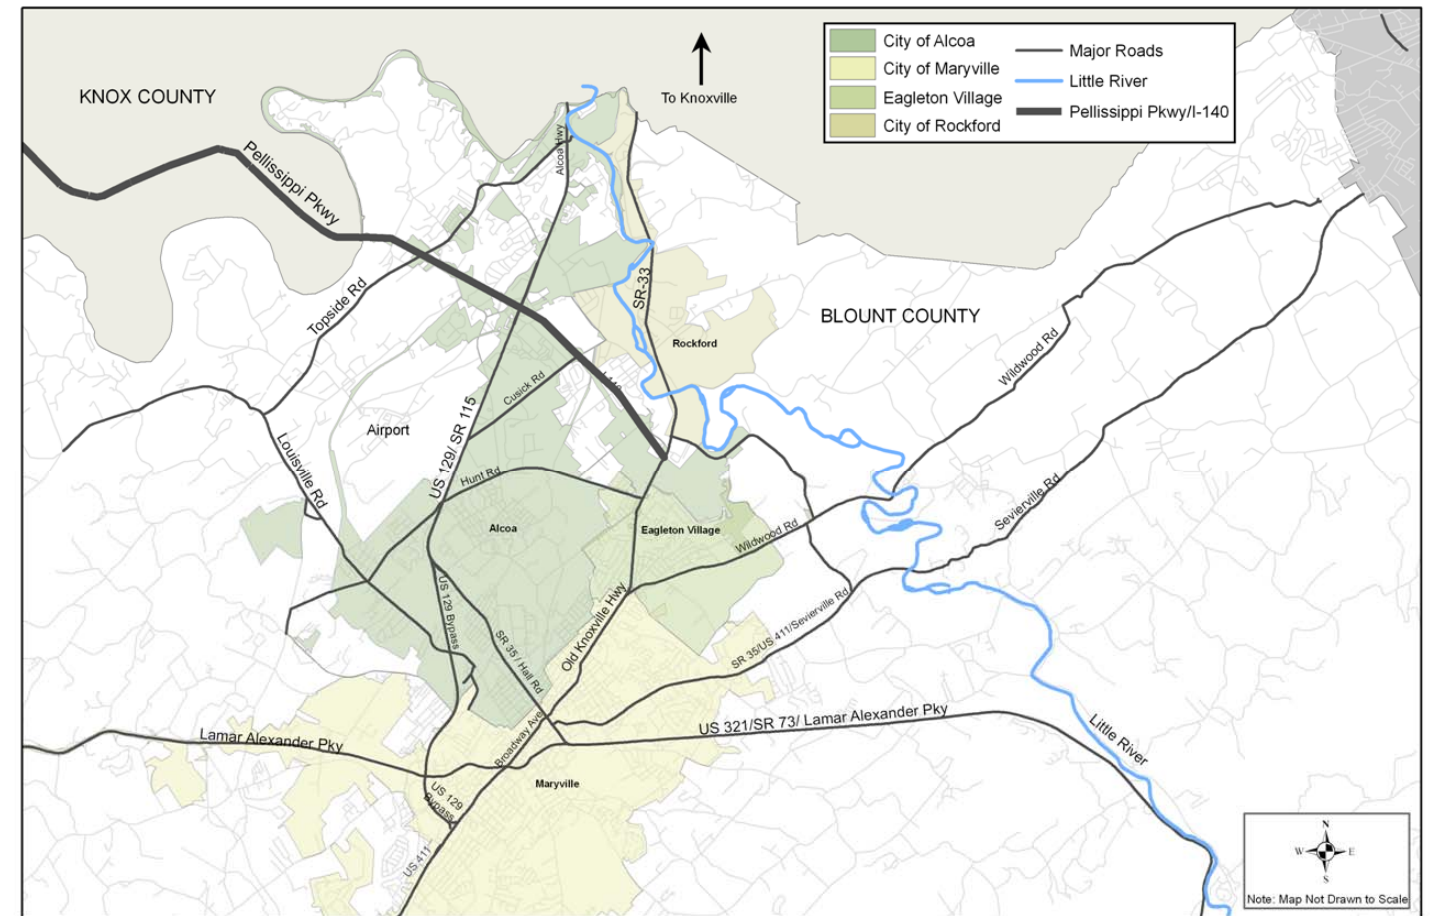 City of Alcoa
City of Maryville
Eagleton Village
City of Rockford
Major Roads
Little River
Pellissippi Pkwy/I-140
To Knoxville
KNOX COUNTY
Pellissippi Pkwy
Alcoa Hwy
Topside Rd
SR-33
BLOUNT COUNTY
Rockford
Wildwood Rd
Cusick Rd
Airport
US 129/ SR 115
Louisville Rd
Hunt Rd
Alcoa
Eagleton Village
Wildwood Rd
Sevierville Rd
US 129 Bypass
SR 35 / Hall Rd
Old Knoxville Hwy
SR 35/US 411/Sevierville Rd
Lamar Alexander Pky
Broadway Ave
US 321/SR 73/ Lamar Alexander Pky
Little River
Maryville
US 129
Bypass
US 411
N
W
E
S
Note: Map Not Drawn to Scale